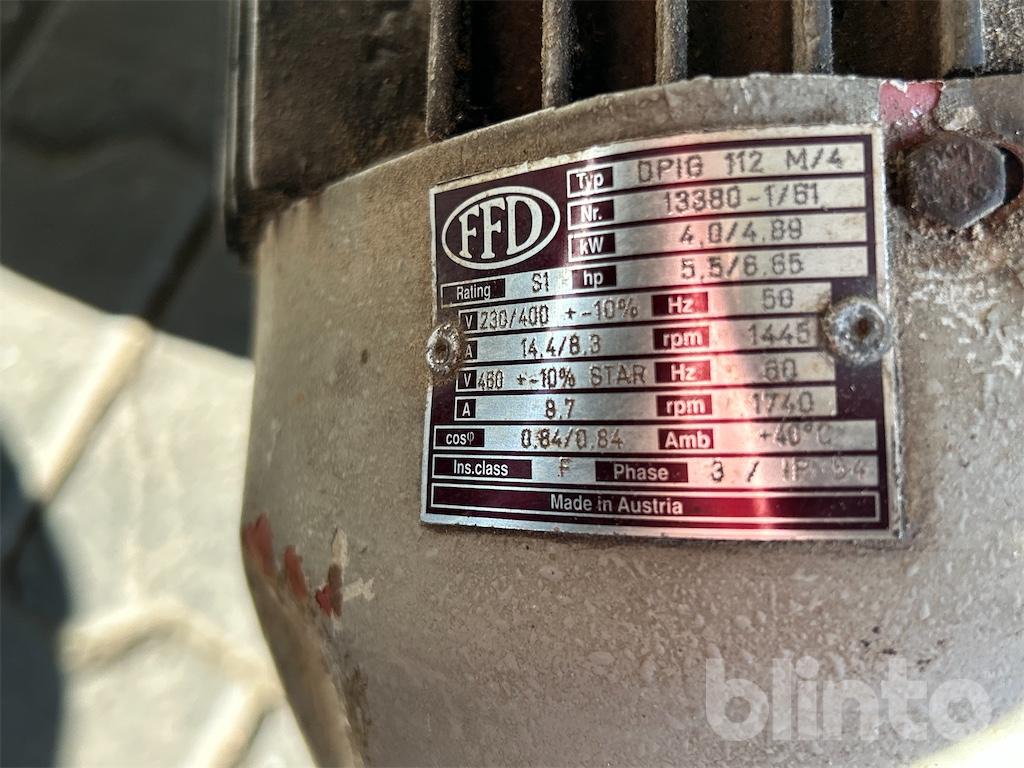 FFD
Typ DPIG 112 M/4
Nr. 13380-1/61
kW 4,0/4,89
Rating S1 hp 5,5/6,65
V 230/400 +-10% Hz 50
A 14,4/8,3 rpm 1445
V 460 +-10% STAR Hz 60
A 8,7 rpm 1740
cosφ 0,84/0,84 Amb +40°C
Ins.class F Phase 3 / IP 54
Made in Austria
blinto